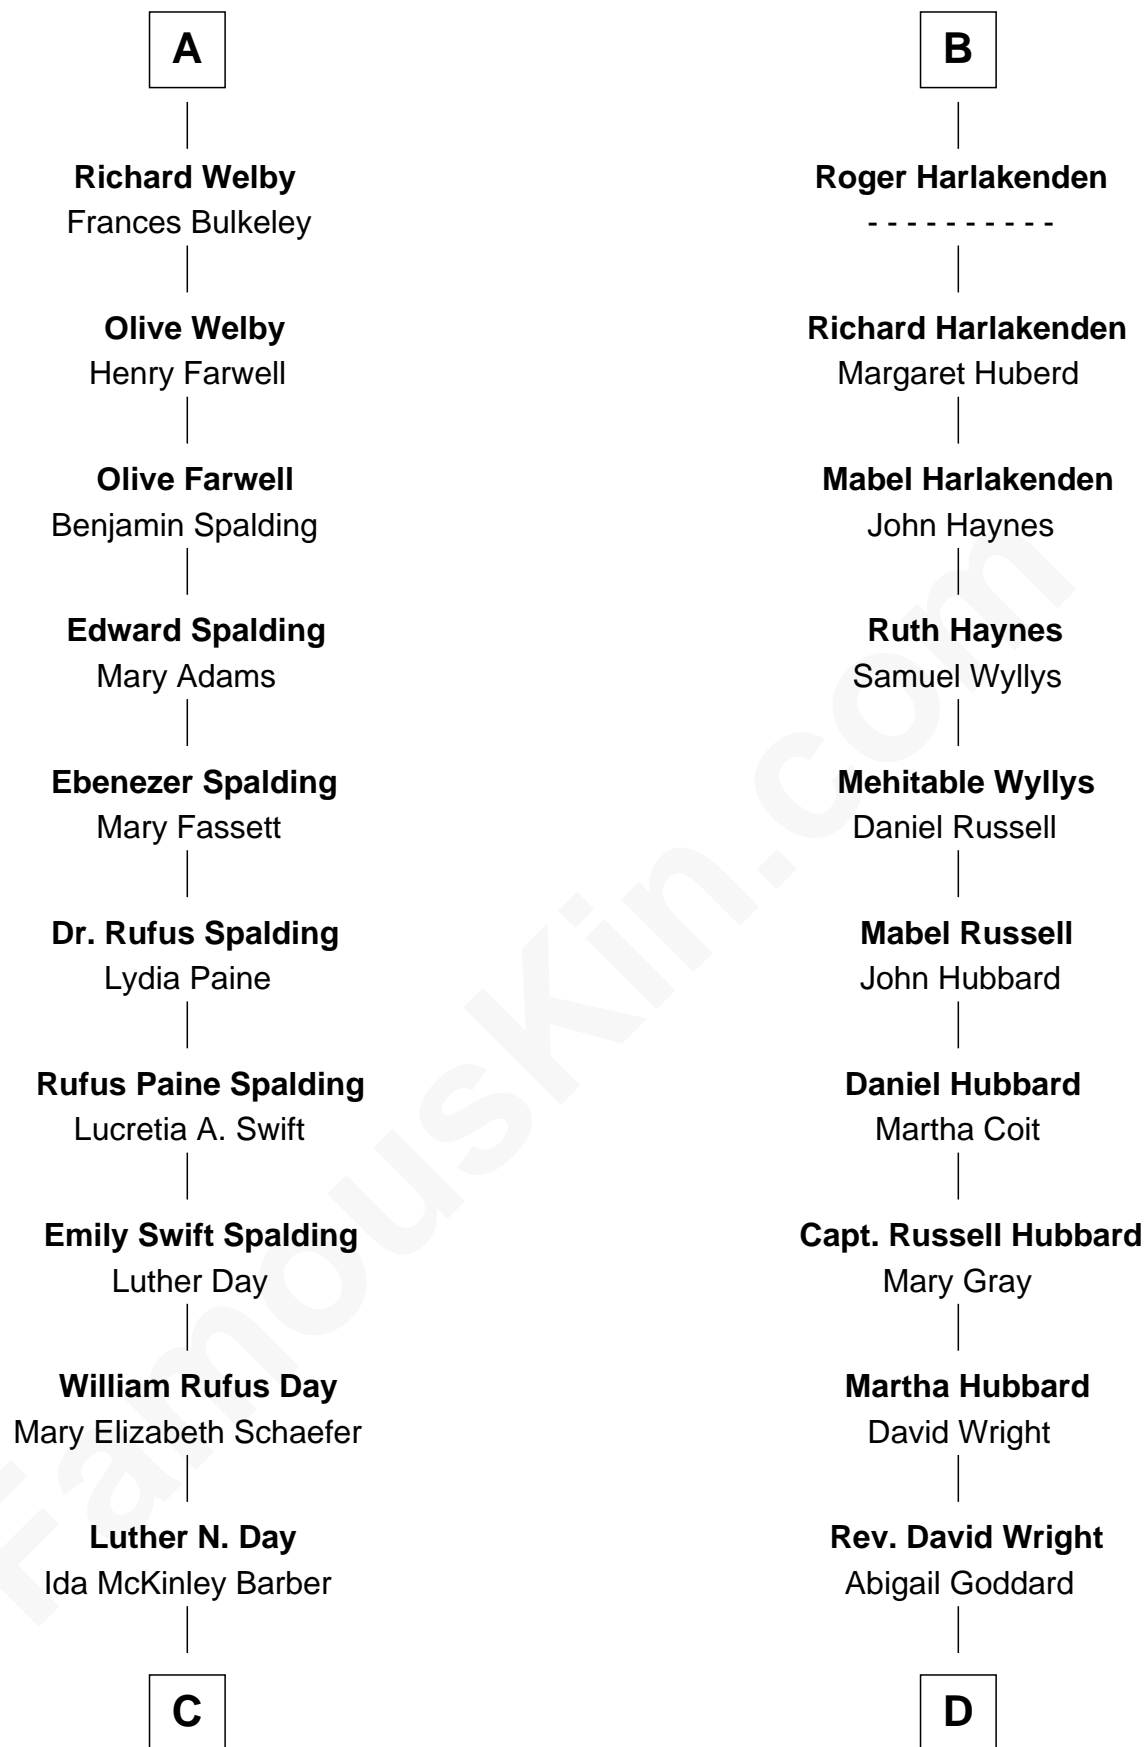 A
Richard Welby
Frances Bulkeley
Olive Welby
Henry Farwell
Olive Farwell
Benjamin Spalding
Edward Spalding
Mary Adams
Ebenezer Spalding
Mary Fassett
Dr. Rufus Spalding
Lydia Paine
Rufus Paine Spalding
Lucretia A. Swift
Emily Swift Spalding
Luther Day
William Rufus Day
Mary Elizabeth Schaefer
Luther N. Day
Ida McKinley Barber
C
B
Roger Harlakenden
- - - - - - - - - -
Richard Harlakenden
Margaret Huberd
Mabel Harlakenden
John Haynes
Ruth Haynes
Samuel Wyllys
Mehitable Wyllys
Daniel Russell
Mabel Russell
John Hubbard
Daniel Hubbard
Martha Coit
Capt. Russell Hubbard
Mary Gray
Martha Hubbard
David Wright
Rev. David Wright
Abigail Goddard
D
FamousKin.com